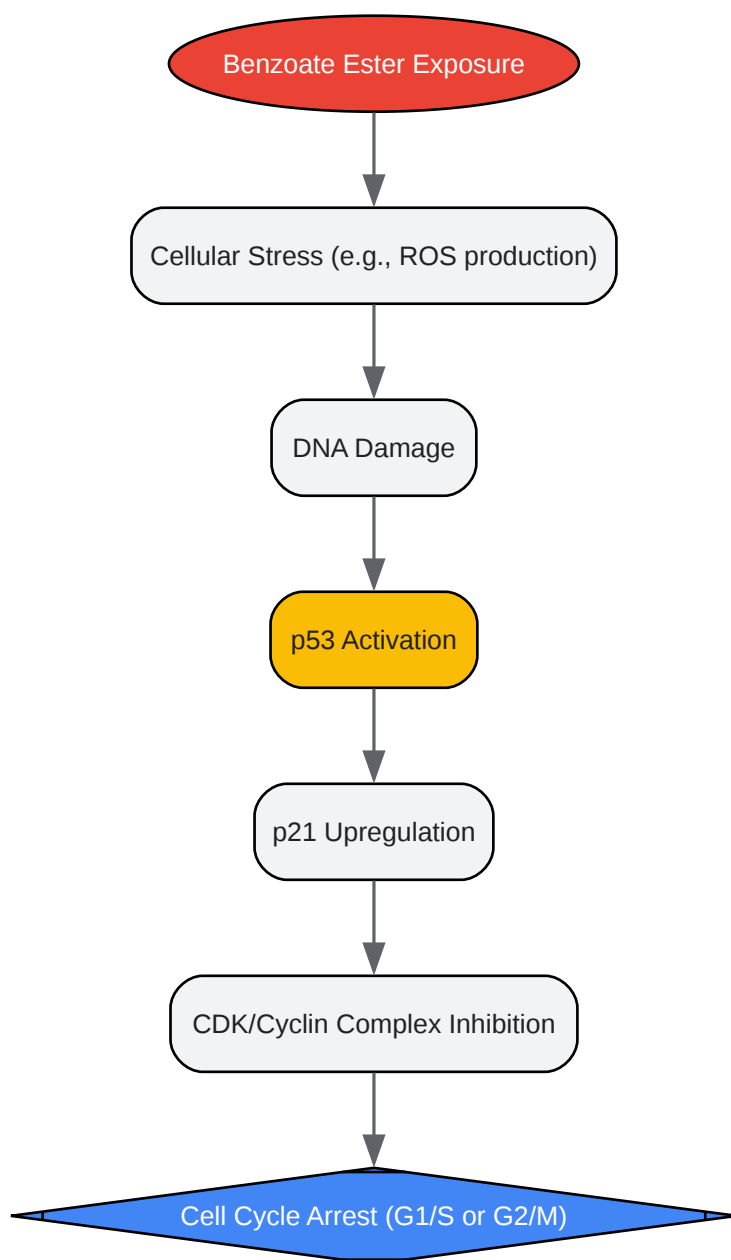 Benzoate Ester Exposure
Cellular Stress (e.g., ROS production)
DNA Damage
p53 Activation
p21 Upregulation
CDK/Cyclin Complex Inhibition
Cell Cycle Arrest (G1/S or G2/M)